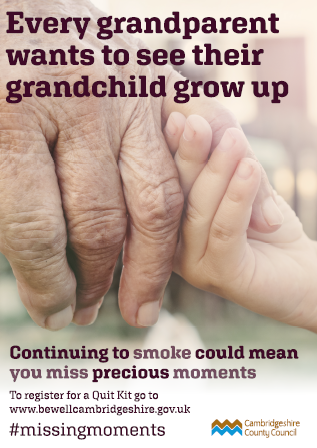 Every grandparent
wants to see their
grandchild grow up
Continuing to smoke could mean
you miss precious moments
To register for a Quit Kit go to
www.bewellcambridgeshire.gov.uk
#missingmoments
Cambridgeshire
County Council